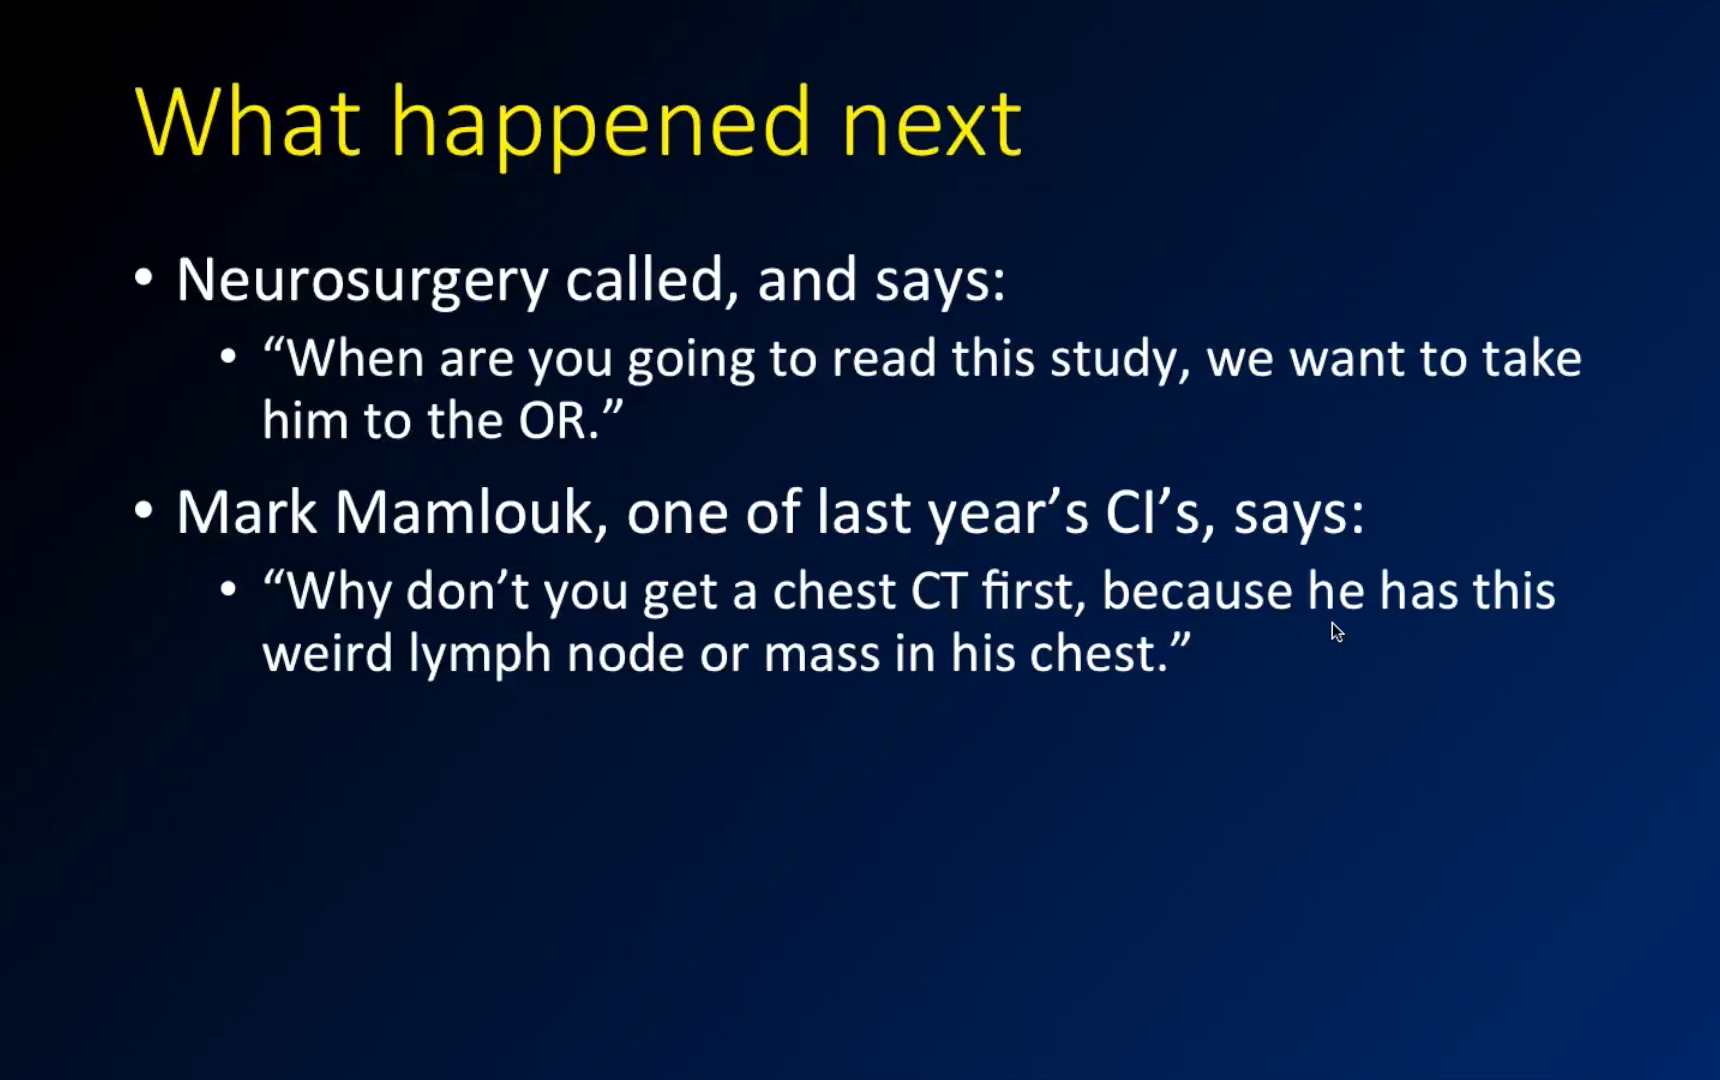 What happened next
• Neurosurgery called, and says:
• “When are you going to read this study, we want to take
him to the OR.”
• Mark Mamlouk, one of last year’s CI’s, says:
• “Why don’t you get a chest CT first, because he has this
weird lymph node or mass in his chest.”